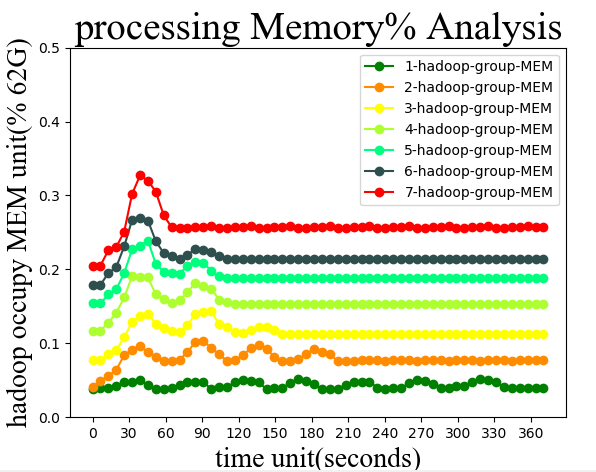 processing Memory% Analysis
hadoop occupy MEM unit(% 62G)
0.5
0.4
0.3
0.2
0.1
0.0
1-hadoop-group-MEM
2-hadoop-group-MEM
3-hadoop-group-MEM
4-hadoop-group-MEM
5-hadoop-group-MEM
6-hadoop-group-MEM
7-hadoop-group-MEM
0 30 60 90 120 150 180 210 240 270 300 330 360
time unit(seconds)